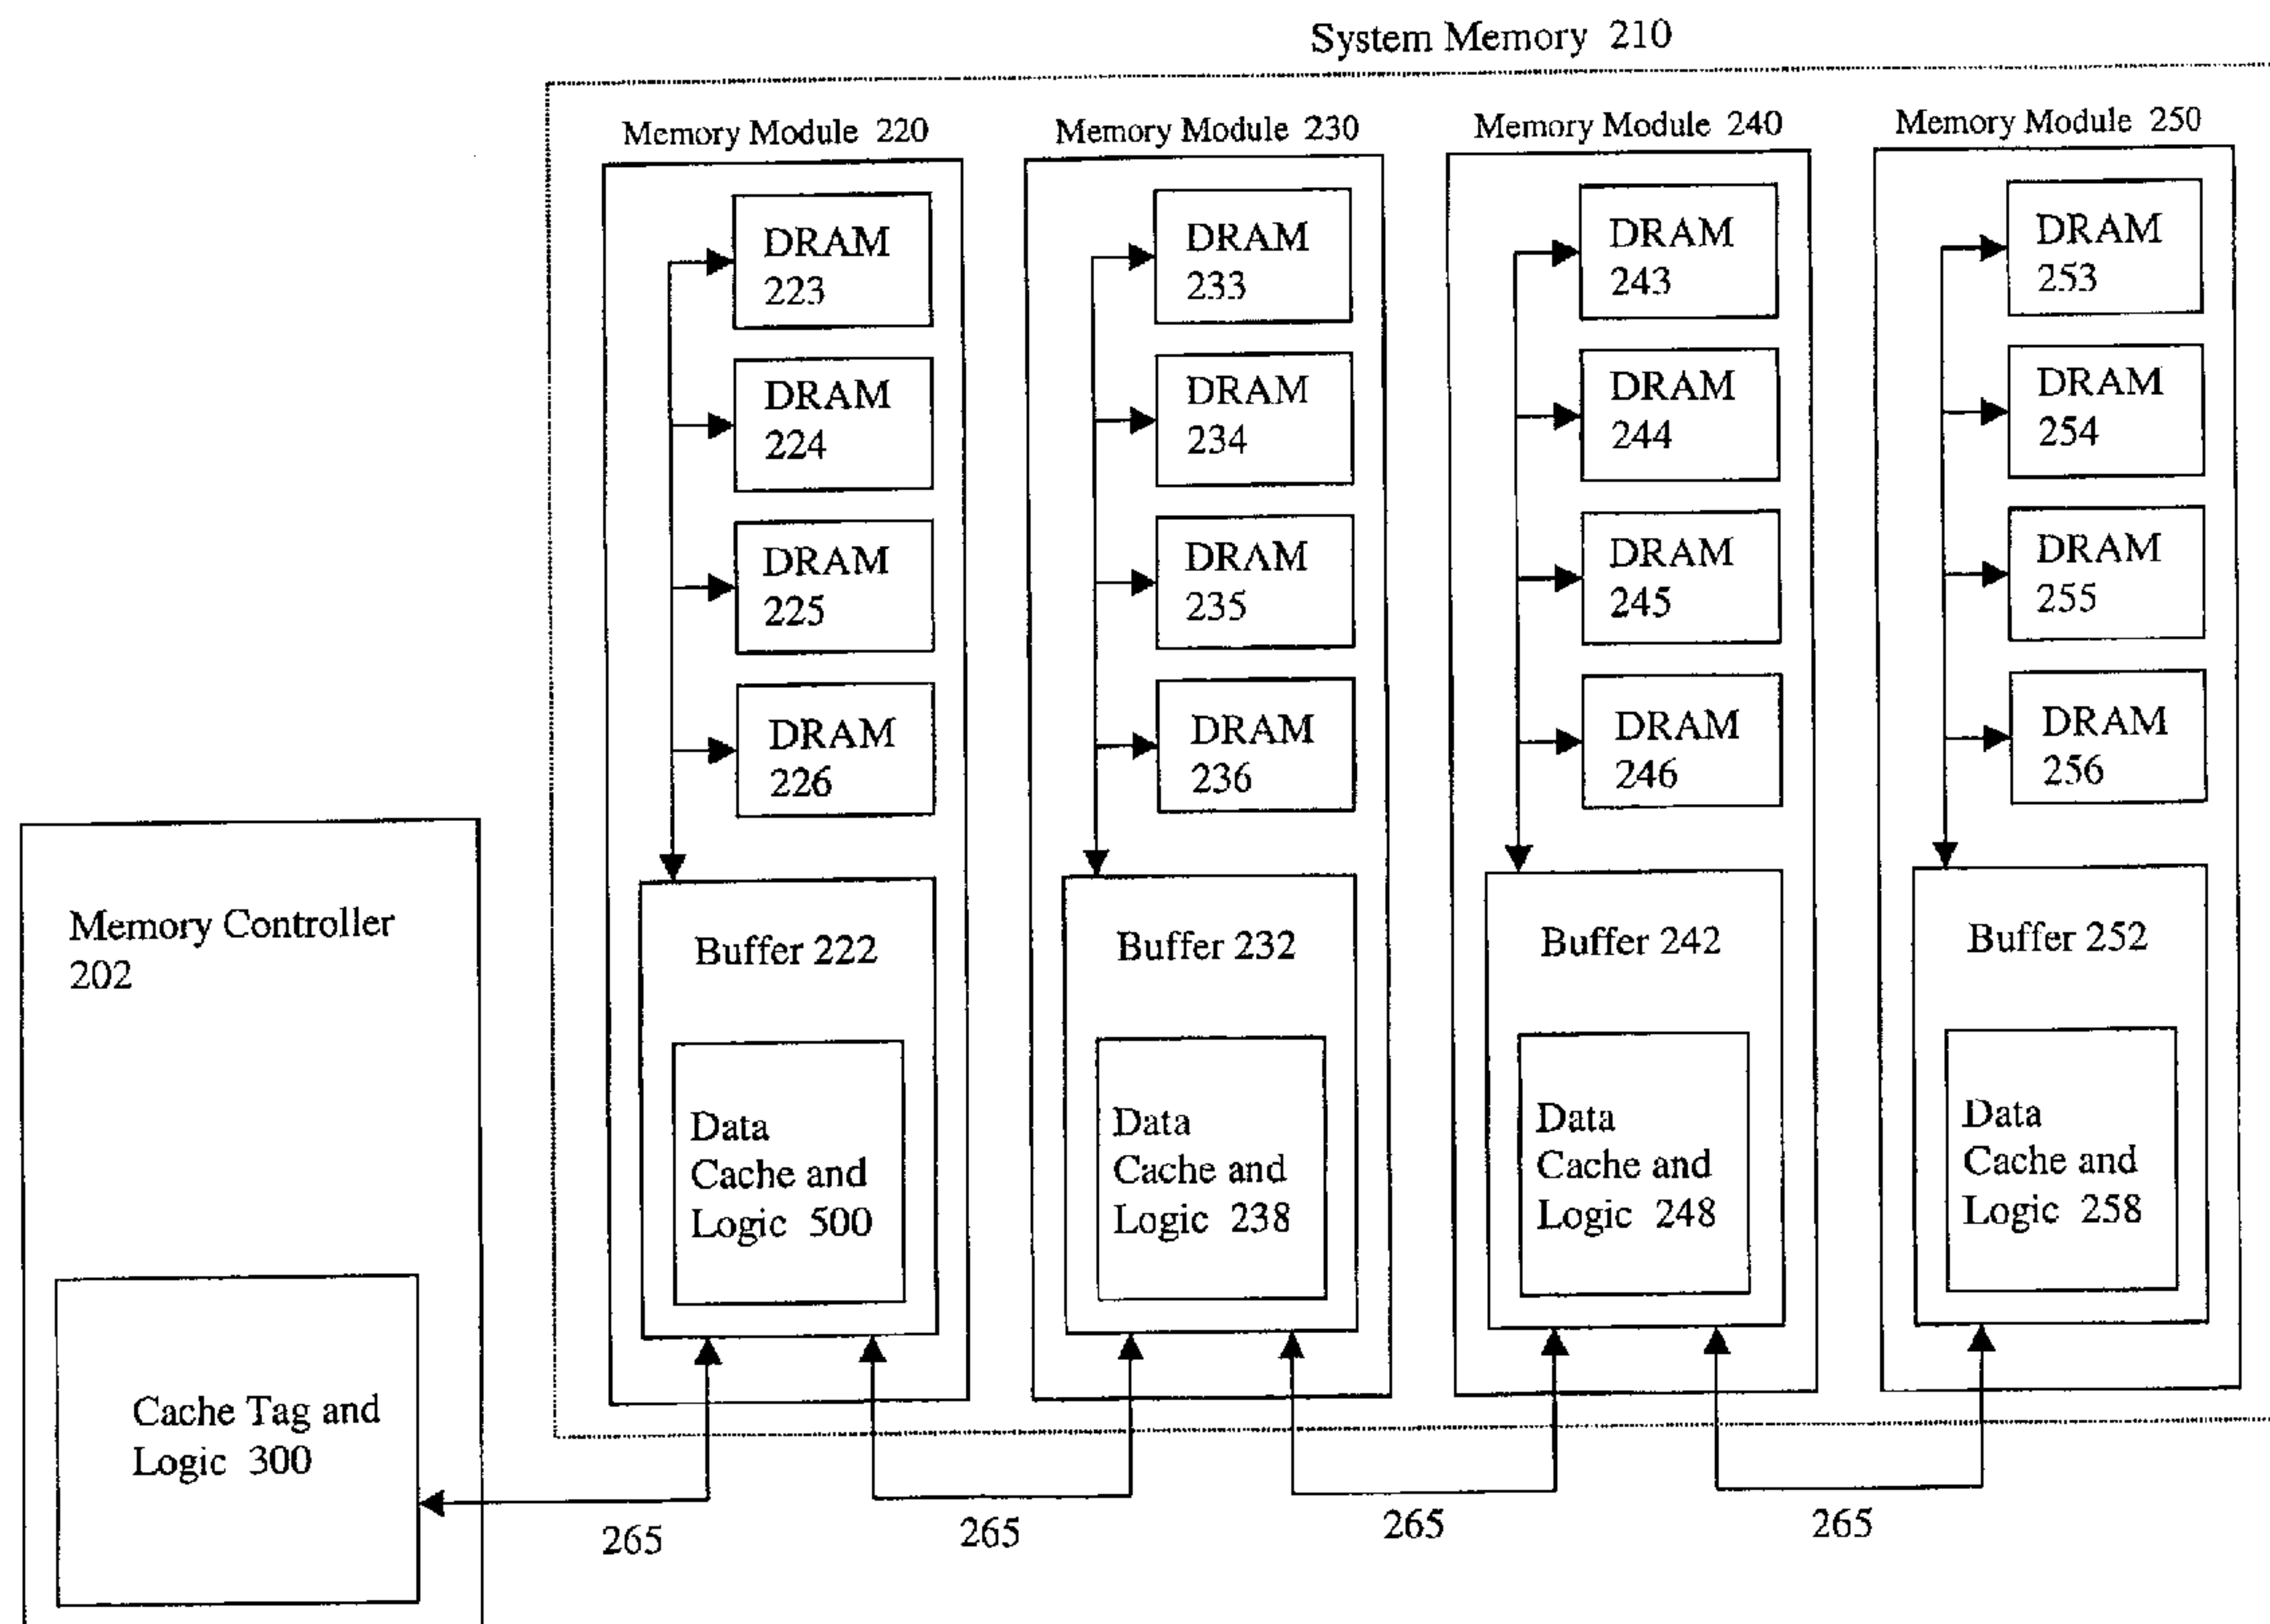 System Memory 210
Memory Module 220
DRAM
223
DRAM
224
DRAM
225
DRAM
226
Buffer 222
Data
Cache and
Logic 500
Memory Module 230
DRAM
233
DRAM
234
DRAM
235
DRAM
236
Buffer 232
Data
Cache and
Logic 238
Memory Module 240
DRAM
243
DRAM
244
DRAM
245
DRAM
246
Buffer 242
Data
Cache and
Logic 248
Memory Module 250
DRAM
253
DRAM
254
DRAM
255
DRAM
256
Buffer 252
Data
Cache and
Logic 258
Memory Controller
202
Cache Tag and
Logic 300
265
265
265
265